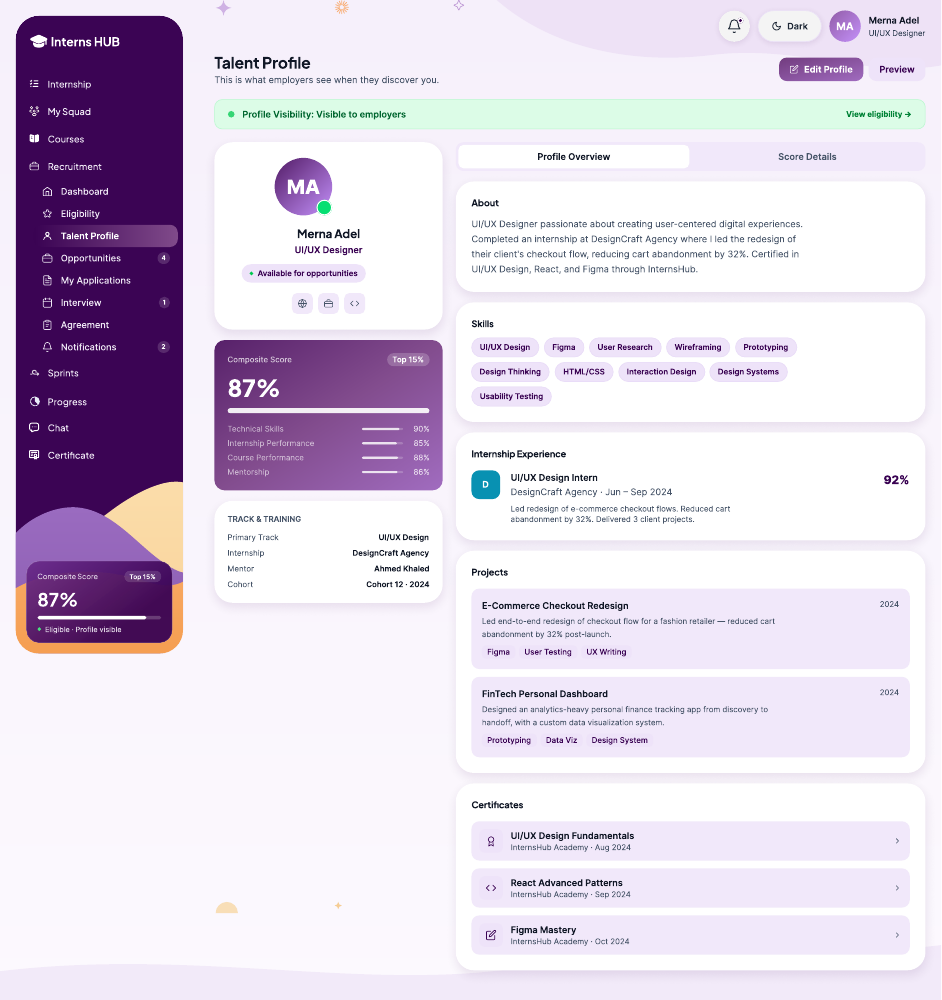 Interns HUB
Internship
My Squad
Courses
Recruitment
Dashboard
Eligibility
Talent Profile
Opportunities 4
My Applications
Interview 1
Agreement
Notifications 2
Sprints
Progress
Chat
Certificate
Composite Score Top 15%
87%
Eligible · Profile visible
Dark
MA
Merna Adel
UI/UX Designer
Talent Profile
This is what employers see when they discover you.
Edit Profile
Preview
Profile Visibility: Visible to employers
View eligibility →
MA
Merna Adel
UI/UX Designer
Available for opportunities
Composite Score Top 15%
87%
Technical Skills 90%
Internship Performance 85%
Course Performance 88%
Mentorship 86%
TRACK & TRAINING
Primary Track UI/UX Design
Internship DesignCraft Agency
Mentor Ahmed Khaled
Cohort Cohort 12 · 2024
Profile Overview
Score Details
About
UI/UX Designer passionate about creating user-centered digital experiences.
Completed an internship at DesignCraft Agency where I led the redesign of
their client's checkout flow, reducing cart abandonment by 32%. Certified in
UI/UX Design, React, and Figma through InternsHub.
Skills
UI/UX Design Figma User Research Wireframing Prototyping
Design Thinking HTML/CSS Interaction Design Design Systems
Usability Testing
Internship Experience
D
UI/UX Design Intern
92%
DesignCraft Agency · Jun – Sep 2024
Led redesign of e-commerce checkout flows. Reduced cart
abandonment by 32%. Delivered 3 client projects.
Projects
E-Commerce Checkout Redesign 2024
Led end-to-end redesign of checkout flow for a fashion retailer — reduced cart
abandonment by 32% post-launch.
Figma User Testing UX Writing
FinTech Personal Dashboard 2024
Designed an analytics-heavy personal finance tracking app from discovery to
handoff, with a custom data visualization system.
Prototyping Data Viz Design System
Certificates
UI/UX Design Fundamentals
InternsHub Academy · Aug 2024
React Advanced Patterns
InternsHub Academy · Sep 2024
Figma Mastery
InternsHub Academy · Oct 2024